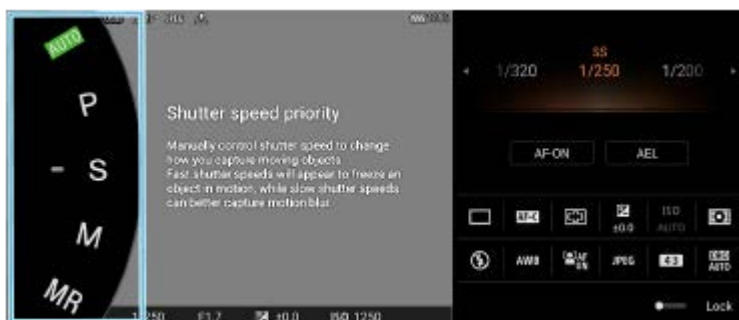 AUTO
P
- S
M
MR
Shutter speed priority
Manually control shutter speed to change
how you capture moving objects.
Fast shutter speeds will appear to freeze an
object in motion, while slow shutter speeds
can better capture motion blur.
1/250 F1.7 ±0.0 ISO 1250
SS
1/320 1/250 1/200
AF-ON AEL
AF-C ±0.0 ISO AUTO
AWB AF ON JPEG 4:3 AUTO
Lock